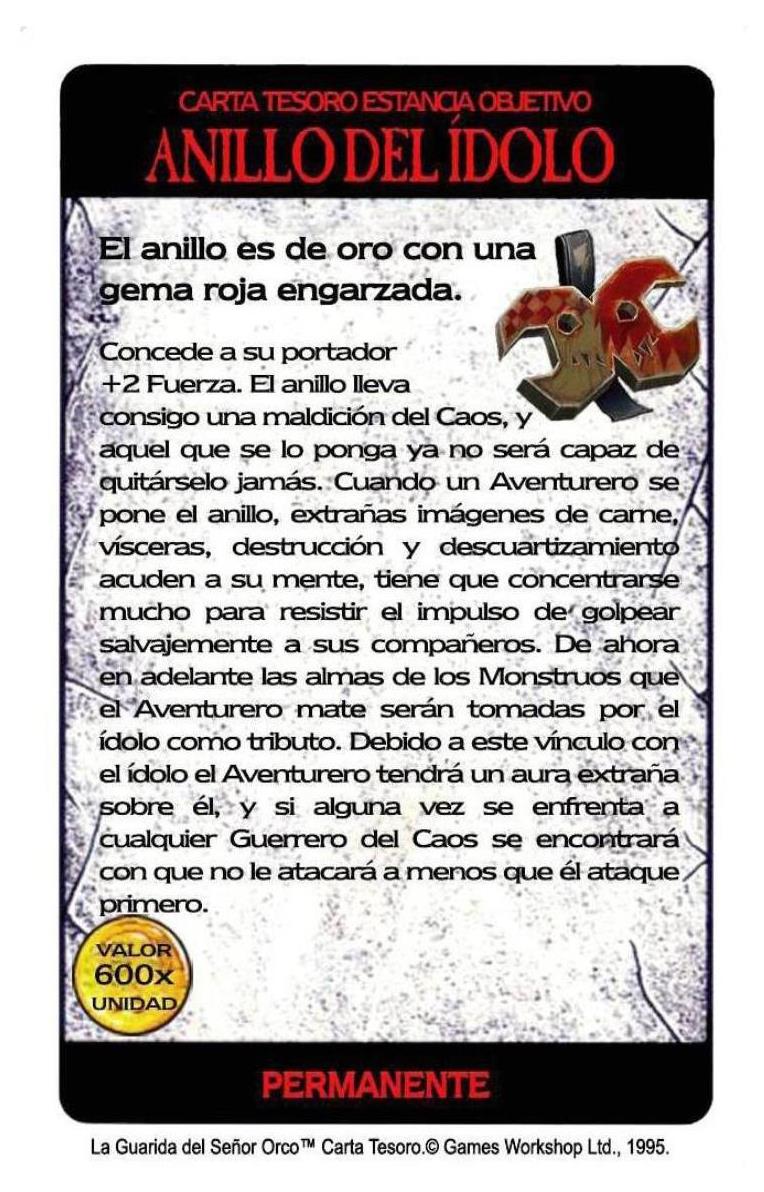 CARTA TESORO ESTANCIA OBJETIVO
ANILLO DEL ÍDOLO
El anillo es de oro con una
gema roja engarzada.
Concede a su portador
+2 Fuerza. El anillo lleva
consigo una maldición del Caos, y
aquel que se lo ponga ya no será capaz de
quitárselo jamás. Cuando un Aventurero se
pone el anillo, extrañas imágenes de carne,
vísceras, destrucción y descuartizamiento
acuden a su mente, tiene que concentrarse
mucho para resistir el impulso de golpear
salvajemente a sus compañeros. De ahora
en adelante las almas de los Monstruos que
el Aventurero mate serán tomadas por el
ídolo como tributo. Debido a este vínculo con
el ídolo el Aventurero tendrá un aura extraña
sobre él, y si alguna vez se enfrenta a
cualquier Guerrero del Caos se encontrará
con que no le atacará a menos que él ataque
primero.
VALOR
600x
UNIDAD
PERMANENTE
La Guarida del Señor Orco™ Carta Tesoro.© Games Workshop Ltd., 1995.